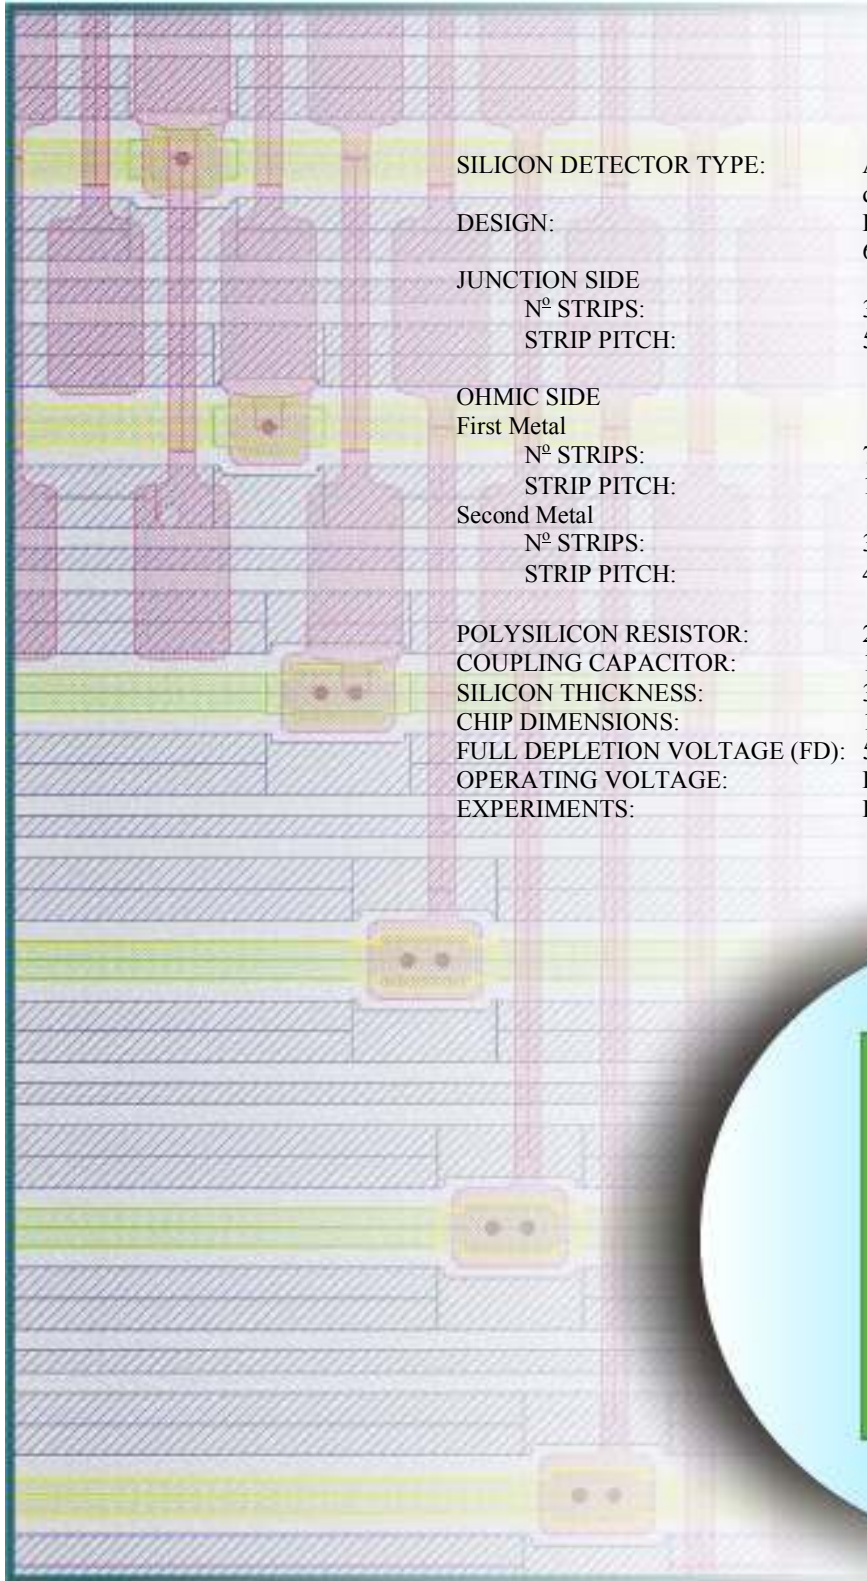 SILICON DETECTOR TYPE:
DESIGN:
JUNCTION SIDE
Nº STRIPS:
STRIP PITCH:
OHMIC SIDE
First Metal
Nº STRIPS:
STRIP PITCH:
Second Metal
Nº STRIPS:
STRIP PITCH:
POLYSILICON RESISTOR:
COUPLING CAPACITOR:
SILICON THICKNESS:
CHIP DIMENSIONS:
FULL DEPLETION VOLTAGE (FD):
OPERATING VOLTAGE:
EXPERIMENTS: